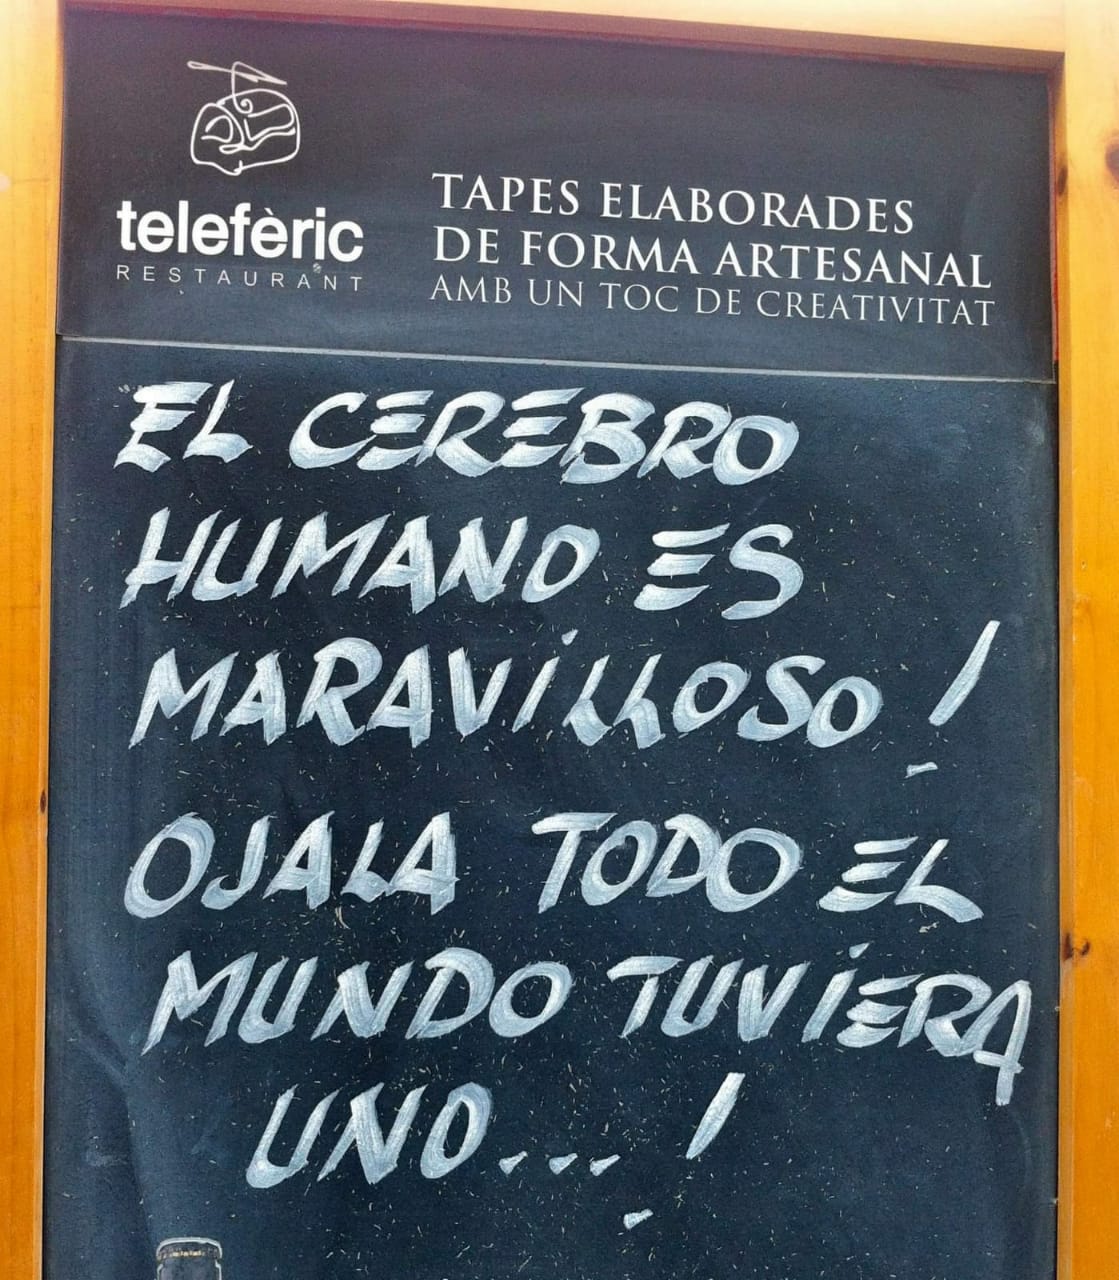 telefèric
RESTAURANT
TAPES ELABORADES
DE FORMA ARTESANAL
AMB UN TOC DE CREATIVITAT
EL CEREBRO
HUMANO ES
MARAVILLOSO!
OJALA TODO EL
MUNDO TUVIERA
UNO...!